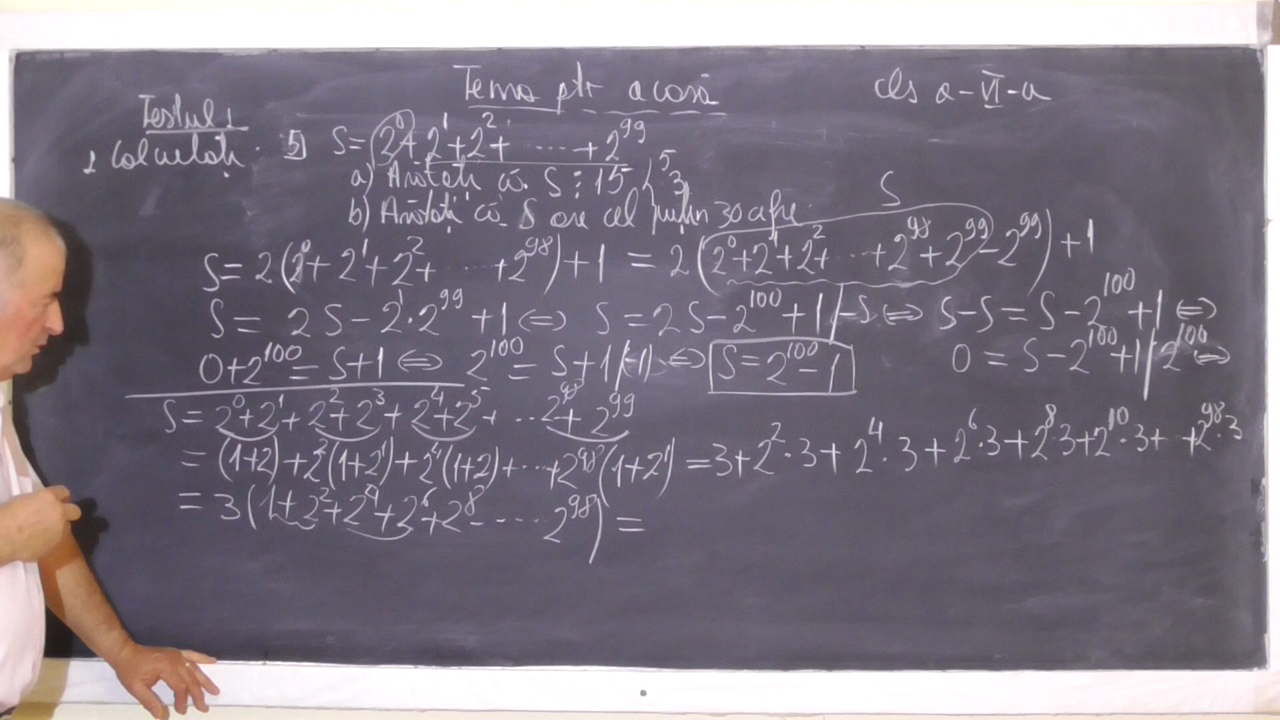 Tema ptr acasă
cls a-VI-a
Testul 1
1 Calculați.
5) S=2⁰+2¹+2²+ ..... +2⁹⁹
a) Arătați că S⋮15 } 5 3
b) Arătați că S are cel puțin 30 cifre.
S
S=2(2⁰+2¹+2²+ ..... +2⁹⁸)+1 = 2(2⁰+2¹+2²+ ... +2⁹⁸+2⁹⁹-2⁹⁹)+1
S= 2S-2¹·2⁹⁹+1 ⇔ S=2S-2¹⁰⁰+1 /-S ⇔ S-S=S-2¹⁰⁰+1 ⇔
0+2¹⁰⁰=S+1 ⇔ 2¹⁰⁰=S+1/(-1) ⇔ S=2¹⁰⁰-1 0=S-2¹⁰⁰+1/2¹⁰⁰ ⇔
S=2⁰+2¹+2²+2³+2⁴+2⁵+ ... 2⁹⁸+2⁹⁹
=(1+2)+2²(1+2¹)+2⁴(1+2)+...+2⁹⁸(1+2¹)=3+2²·3+2⁴·3+2⁶·3+2⁸·3+2¹⁰·3+...+2⁹⁸·3
=3(1+2²+2⁴+2⁶+2⁸.....2⁹⁸)=